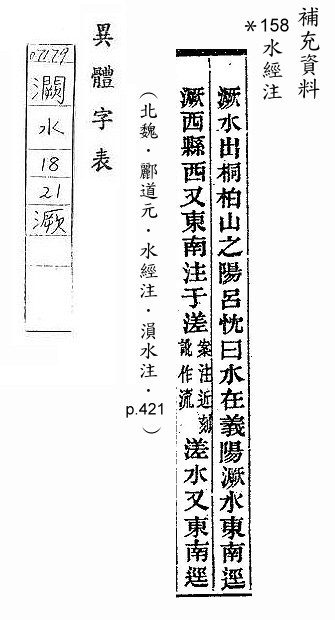 補充資料
*158
水經注
㵐水出桐柏山之陽呂忱曰水在義陽㵐水東南逕
㵐西縣西又東南注于溠
案注近刻
訛作流
溠水又東南逕
（北魏．酈道元．水經注．溳水注．p.421）
異體字表
水
18
21
㵐